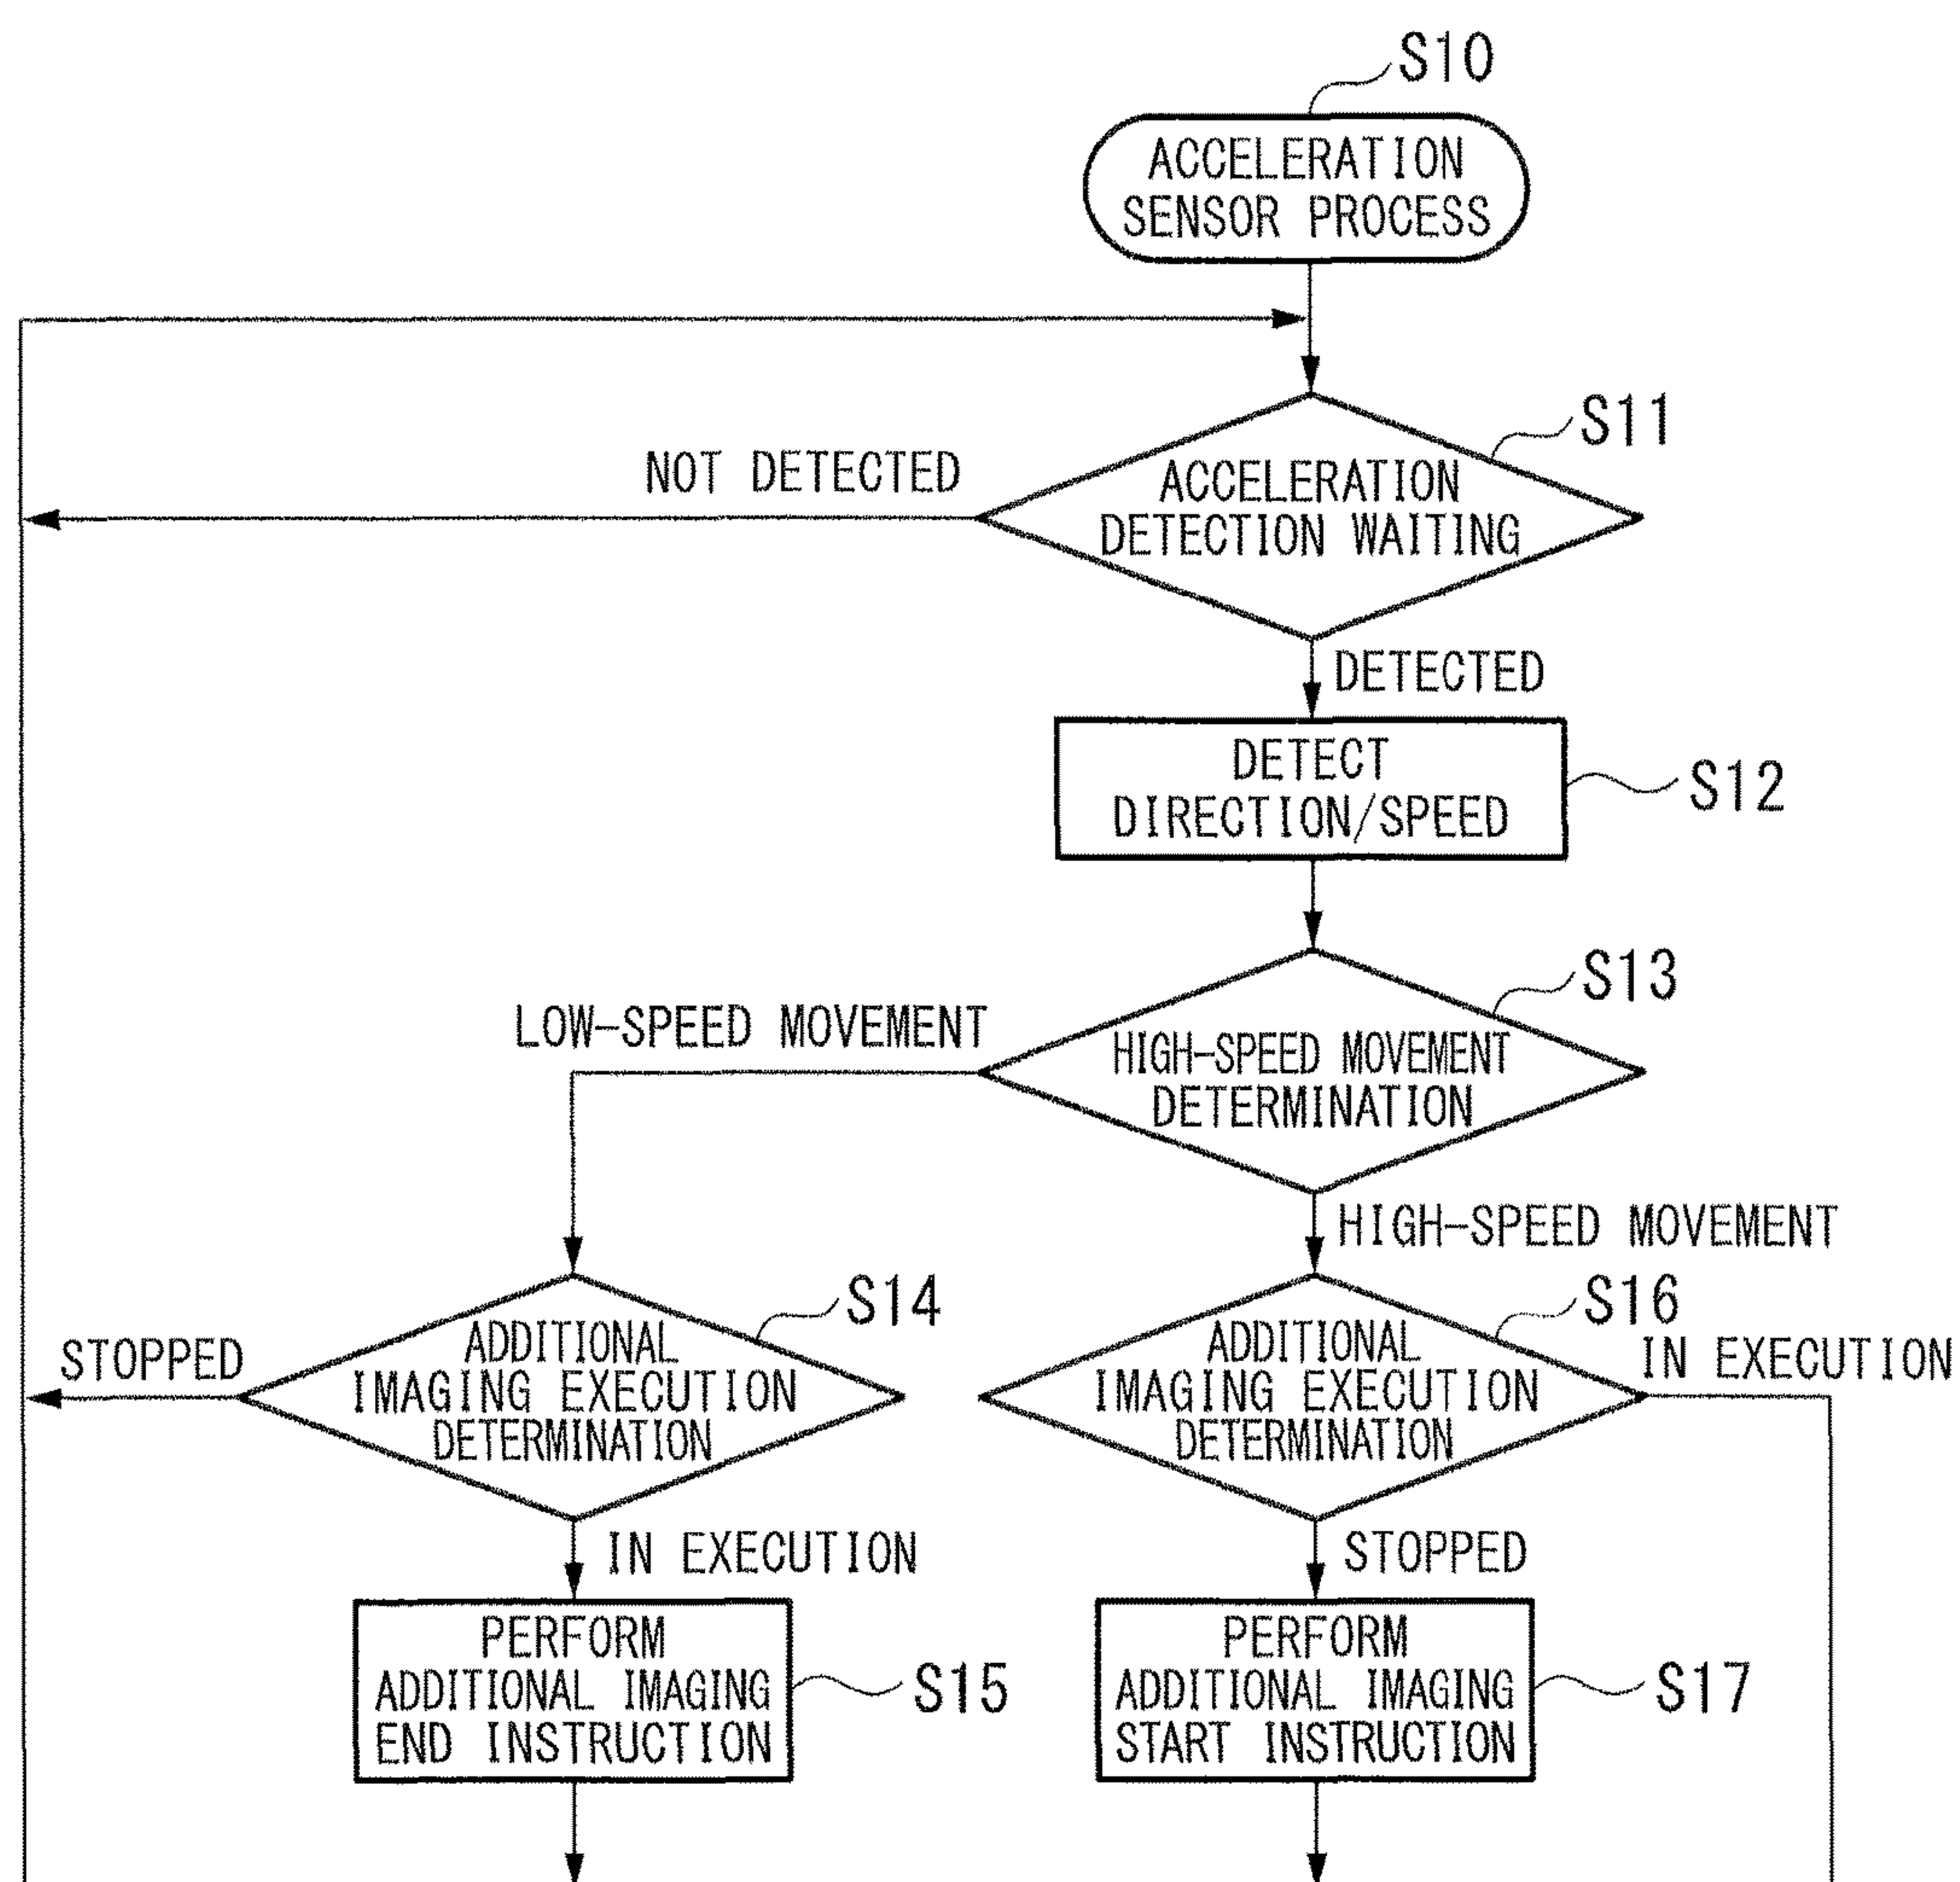 S10
ACCELERATION
SENSOR PROCESS
S11
NOT DETECTED
ACCELERATION
DETECTION WAITING
DETECTED
DETECT
DIRECTION/SPEED
S12
S13
LOW-SPEED MOVEMENT
HIGH-SPEED MOVEMENT
DETERMINATION
HIGH-SPEED MOVEMENT
S14
STOPPED
ADDITIONAL
IMAGING EXECUTION
DETERMINATION
S16
IN EXECUTION
ADDITIONAL
IMAGING EXECUTION
DETERMINATION
IN EXECUTION
STOPPED
PERFORM
ADDITIONAL IMAGING
END INSTRUCTION
S15
PERFORM
ADDITIONAL IMAGING
START INSTRUCTION
S17